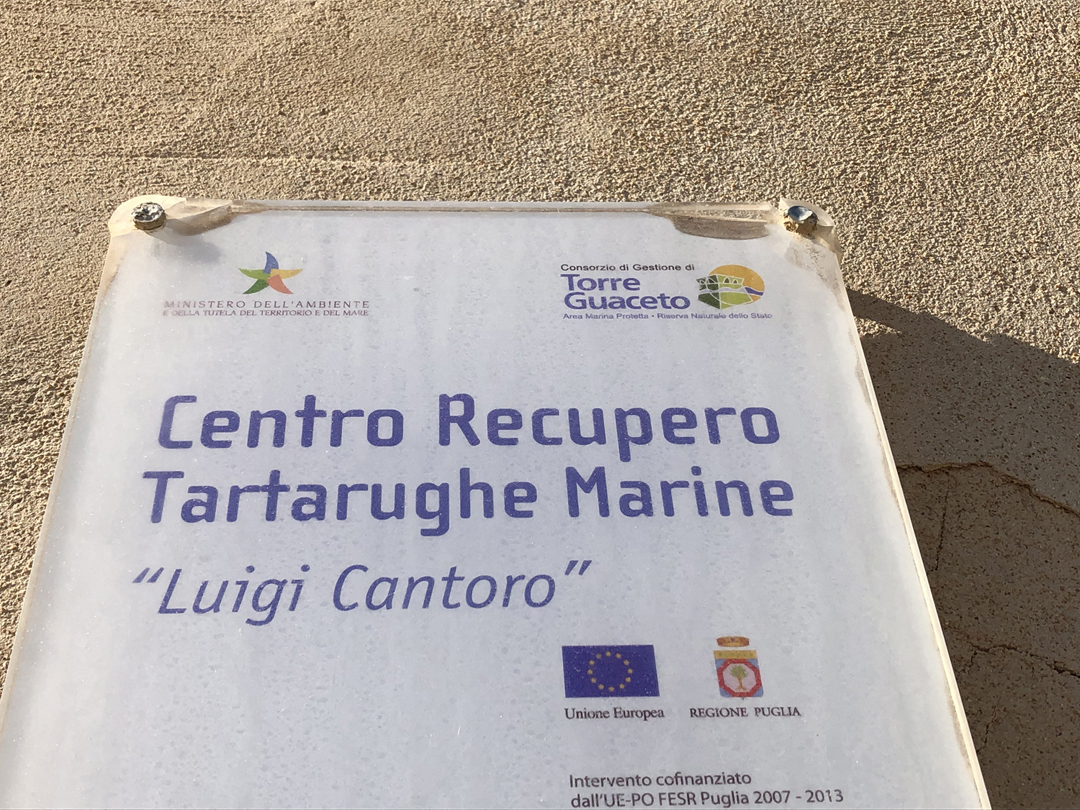 MINISTERO DELL'AMBIENTE
E DELLA TUTELA DEL TERRITORIO E DEL MARE
Consorzio di Gestione di
Torre
Guaceto
Area Marina Protetta • Riserva Naturale dello Stato
Centro Recupero
Tartarughe Marine
“Luigi Cantoro”
Unione Europea
REGIONE PUGLIA
Intervento cofinanziato
dall'UE-PO FESR Puglia 2007 - 2013